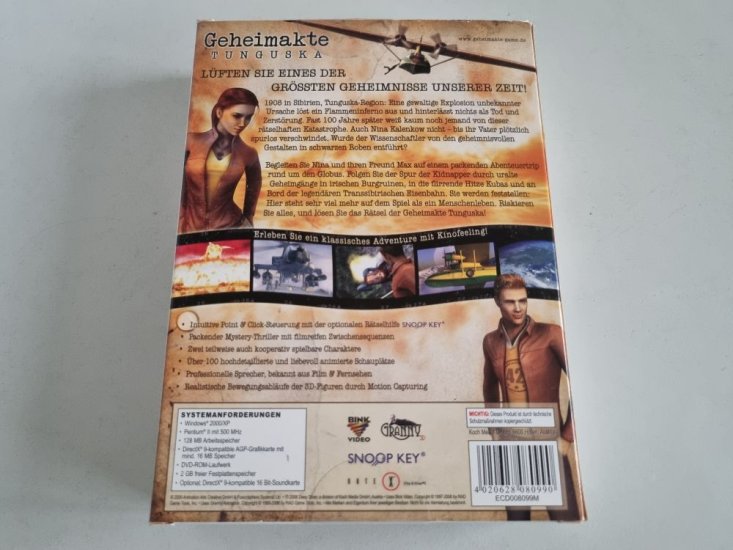 Geheimakte
TUNGUSKA
www.geheimakte-game.de
LÜFTEN SIE EINES DER
GRÖSSTEN GEHEIMNISSE UNSERER ZEIT!
1908 in Sibirien, Tunguska-Region: Eine gewaltige Explosion unbekannter
Ursache löst ein Flammeninferno aus und hinterlässt nichts als Tod und
Zerstörung. Fast 100 Jahre später weiß kaum noch jemand von dieser
rätselhaften Katastrophe. Auch Nina Kalenkow nicht – bis ihr Vater plötzlich
spurlos verschwindet. Wurde der Wissenschaftler von den geheimnisvollen
Gestalten in schwarzen Roben entführt?
Begleiten Sie Nina und ihren Freund Max auf einem packenden Abenteuertrip
rund um den Globus. Folgen Sie der Spur der Kidnapper durch uralte
Geheimgänge in irischen Burgruinen, in die flirrende Hitze Kubas und an
Bord der legendären Transsibirischen Eisenbahn. Sie werden feststellen:
Hier steht sehr viel mehr auf dem Spiel als ein Menschenleben. Riskieren
Sie alles, und lösen Sie das Rätsel der Geheimakte Tunguska!
Erleben Sie ein klassisches Adventure mit Kinofeeling!
• Intuitive Point & Click-Steuerung mit der optionalen Rätselhilfe SNOOP KEY®
• Packender Mystery-Thriller mit filmreifen Zwischensequenzen
• Zwei teilweise auch kooperativ spielbare Charaktere
• Über 100 hochdetaillierte und liebevoll animierte Schauplätze
• Professionelle Sprecher, bekannt aus Film & Fernsehen
• Realistische Bewegungsabläufe der 3D-Figuren durch Motion Capturing
SYSTEMANFORDERUNGEN
• Windows® 2000/XP
• Pentium® II mit 500 MHz
• 128 MB Arbeitsspeicher
• DirectX® 9-kompatible AGP-Grafikkarte mit
mind. 16 MB Speicher
• DVD-ROM-Laufwerk
• 2 GB freier Festplattenspeicher
• Optional: DirectX® 9-kompatible 16 Bit-Soundkarte
BINK
VIDEO
GRANNY
SNOOP KEY®
42
WICHTIG: Dieses Produkt ist durch technische
Schutzmaßnahmen kopiergeschützt.
4 020628 080990
ECD008099M